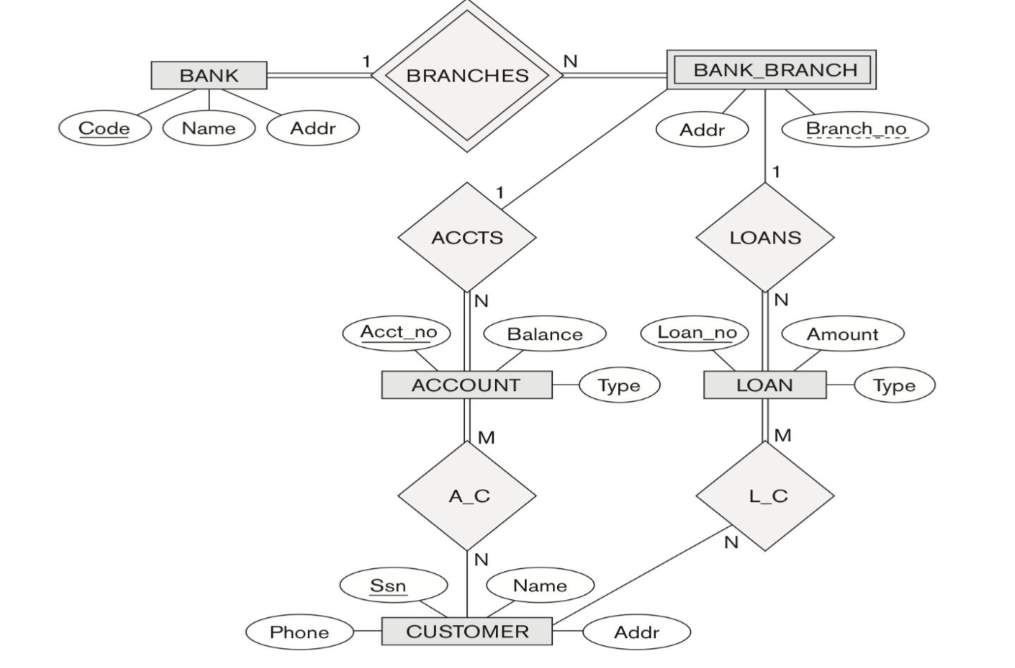 1 N
BANK BRANCHES BANK_BRANCH
Code Name Addr Addr Branch_no
1 1
ACCTS LOANS
N N
Acct_no Balance Loan_no Amount
ACCOUNT Type LOAN Type
M M
A_C L_C
N N
Ssn Name
Phone CUSTOMER Addr